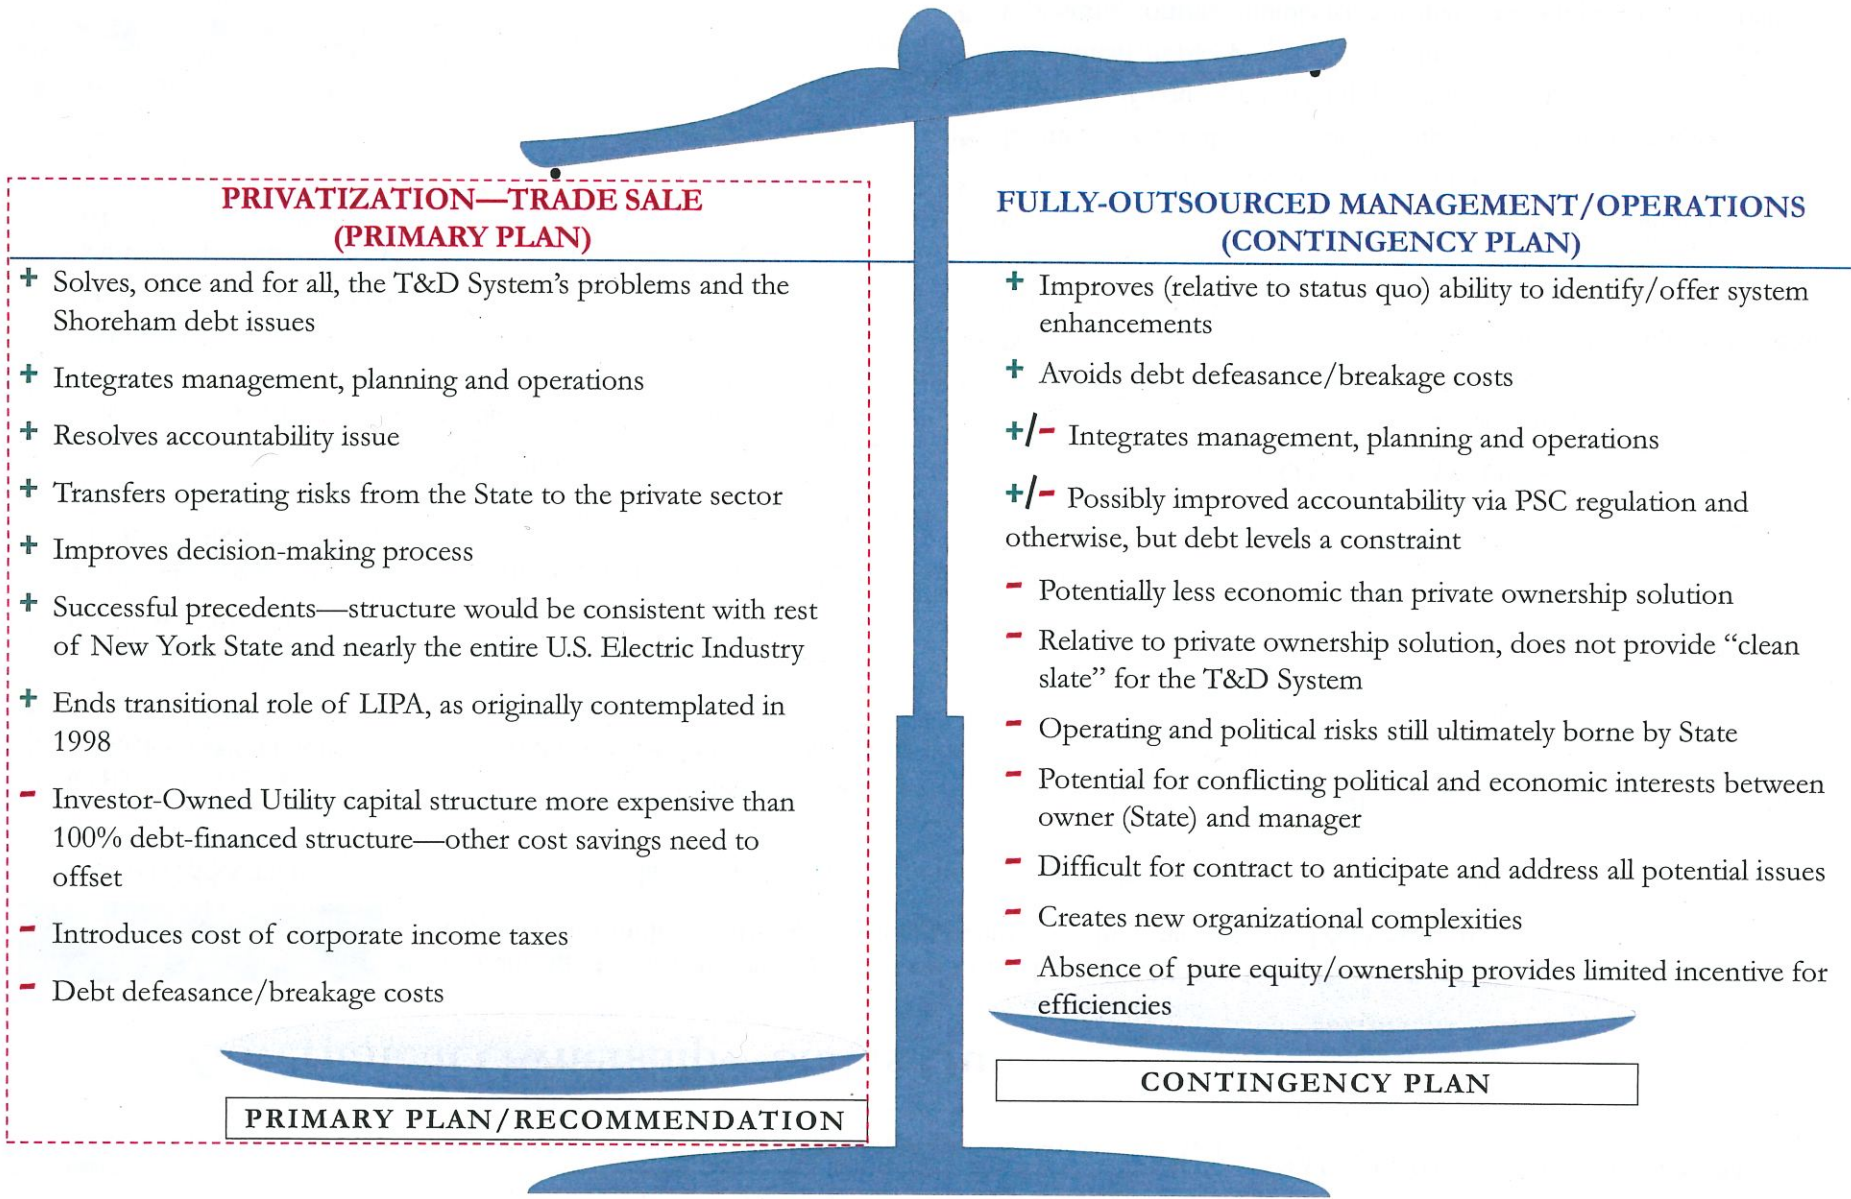 PRIVATIZATION—TRADE SALE
(PRIMARY PLAN)
+ Solves, once and for all, the T&D System's problems and the
Shoreham debt issues
+ Integrates management, planning and operations
+ Resolves accountability issue
+ Transfers operating risks from the State to the private sector
+ Improves decision-making process
+ Successful precedents—structure would be consistent with rest
of New York State and nearly the entire U.S. Electric Industry
+ Ends transitional role of LIPA, as originally contemplated in
1998
- Investor-Owned Utility capital structure more expensive than
100% debt-financed structure—other cost savings need to
offset
- Introduces cost of corporate income taxes
- Debt defeasance/breakage costs
PRIMARY PLAN/RECOMMENDATION
FULLY-OUTSOURCED MANAGEMENT/OPERATIONS
(CONTINGENCY PLAN)
+ Improves (relative to status quo) ability to identify/offer system
enhancements
+ Avoids debt defeasance/breakage costs
+/- Integrates management, planning and operations
+/- Possibly improved accountability via PSC regulation and
otherwise, but debt levels a constraint
- Potentially less economic than private ownership solution
- Relative to private ownership solution, does not provide “clean
slate” for the T&D System
- Operating and political risks still ultimately borne by State
- Potential for conflicting political and economic interests between
owner (State) and manager
- Difficult for contract to anticipate and address all potential issues
- Creates new organizational complexities
- Absence of pure equity/ownership provides limited incentive for
efficiencies
CONTINGENCY PLAN